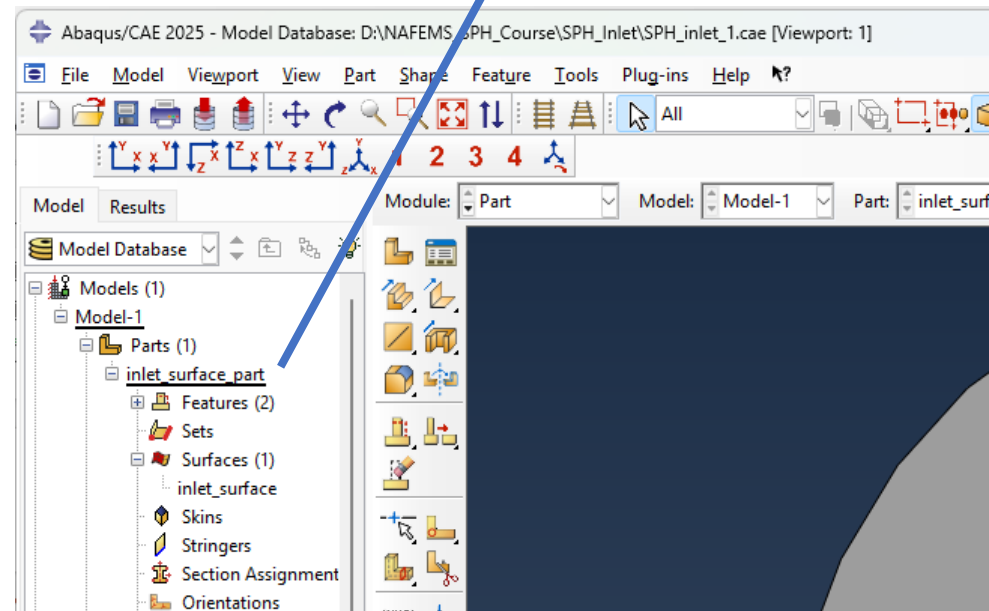 Abaqus/CAE 2025 - Model Database: D:\NAFEMS_SPH_Course\SPH_Inlet\SPH_inlet_1.cae [Viewport: 1]
File Model Viewport View Part Shape Feature Tools Plug-ins Help
All
Y X X Y Z X Z X Y Z Z Y Y Z X 1 2 3 4
Model Results Module: Part Model: Model-1 Part: inlet_surf
Model Database
Models (1)
Model-1
Parts (1)
inlet_surface_part
Features (2)
Sets
Surfaces (1)
inlet_surface
Skins
Stringers
Section Assignment
Orientations